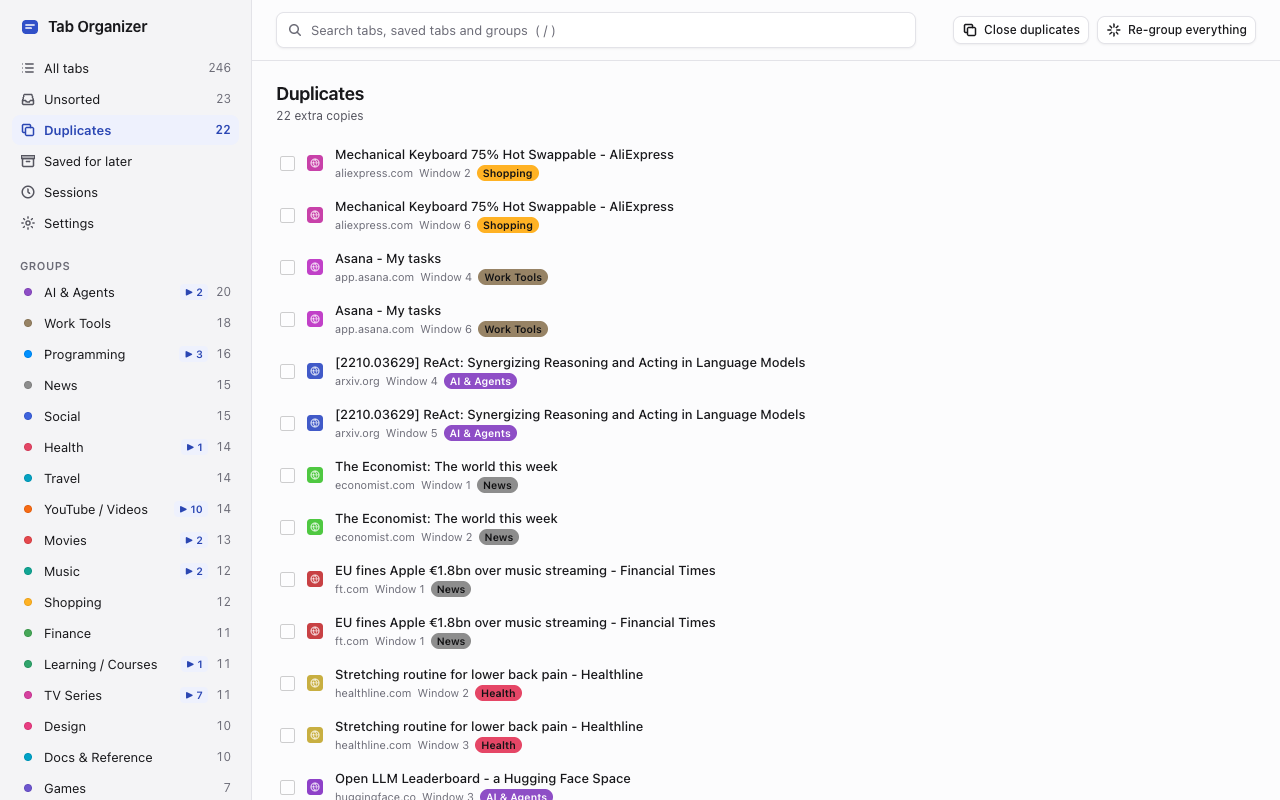 Tab Organizer
All tabs 246
Unsorted 23
Duplicates 22
Saved for later
Sessions
Settings
GROUPS
AI & Agents 2 20
Work Tools 18
Programming 3 16
News 15
Social 15
Health 1 14
Travel 14
YouTube / Videos 10 14
Movies 2 13
Music 2 12
Shopping 12
Finance 11
Learning / Courses 1 11
TV Series 7 11
Design 10
Docs & Reference 10
Games 7
Search tabs, saved tabs and groups ( / )
Close duplicates
Re-group everything
Duplicates
22 extra copies
Mechanical Keyboard 75% Hot Swappable - AliExpress
aliexpress.com Window 2 Shopping
Mechanical Keyboard 75% Hot Swappable - AliExpress
aliexpress.com Window 6 Shopping
Asana - My tasks
app.asana.com Window 4 Work Tools
Asana - My tasks
app.asana.com Window 6 Work Tools
[2210.03629] ReAct: Synergizing Reasoning and Acting in Language Models
arxiv.org Window 4 AI & Agents
[2210.03629] ReAct: Synergizing Reasoning and Acting in Language Models
arxiv.org Window 5 AI & Agents
The Economist: The world this week
economist.com Window 1 News
The Economist: The world this week
economist.com Window 2 News
EU fines Apple €1.8bn over music streaming - Financial Times
ft.com Window 1 News
EU fines Apple €1.8bn over music streaming - Financial Times
ft.com Window 1 News
Stretching routine for lower back pain - Healthline
healthline.com Window 2 Health
Stretching routine for lower back pain - Healthline
healthline.com Window 3 Health
Open LLM Leaderboard - a Hugging Face Space
huggingface.co Window 3 AI & Agents